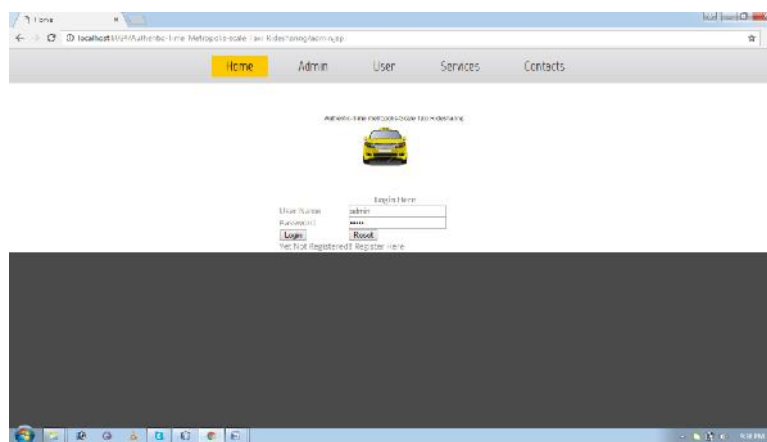 Home
localhost
Home Admin User Services Contacts
Login Here
User Name admin
Password
Login Reset
Yet Not Registered? Register Here